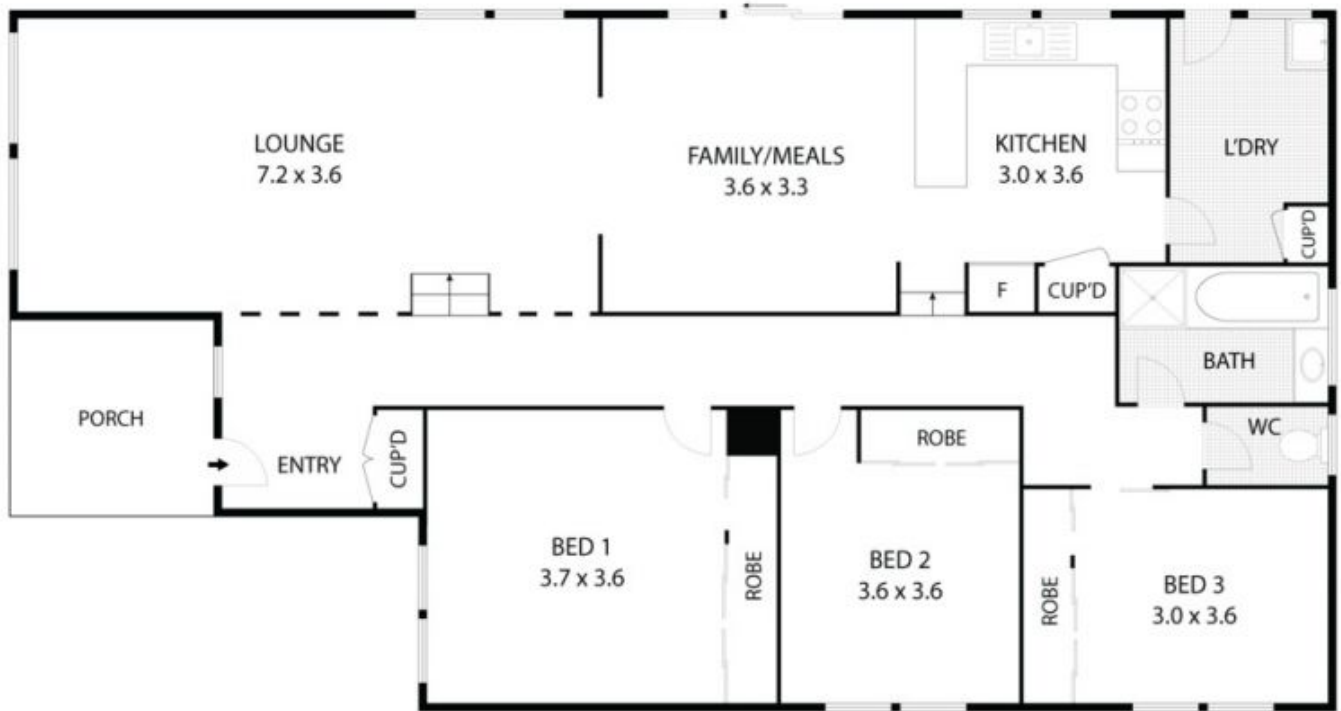 LOUNGE
7.2 x 3.6
FAMILY/MEALS
3.6 x 3.3
KITCHEN
3.0 x 3.6
L'DRY
CUP'D
F
CUP'D
BATH
WC
PORCH
ENTRY
CUP'D
ROBE
BED 1
3.7 x 3.6
ROBE
BED 2
3.6 x 3.6
ROBE
BED 3
3.0 x 3.6